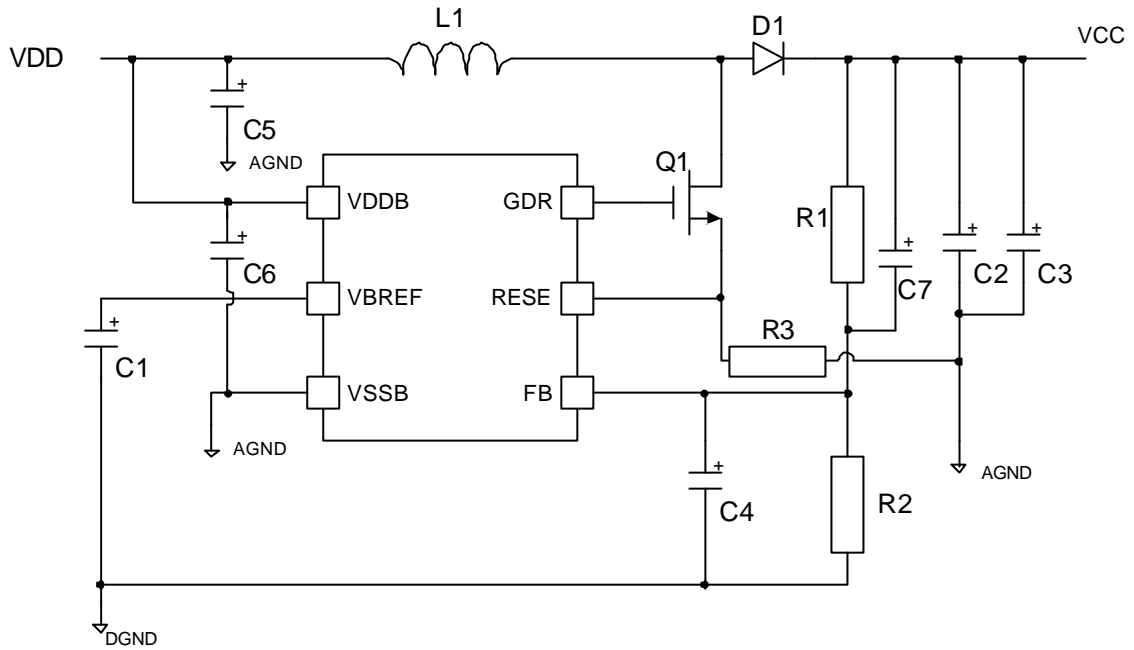 L1
D1
VCC
VDD
+
C5
AGND
Q1
VDDB
GDR
R1
+
C6
+
C7
+
C2
+
C3
VBREF
RESE
+
C1
R3
VSSB
FB
AGND
+
C4
R2
AGND
DGND